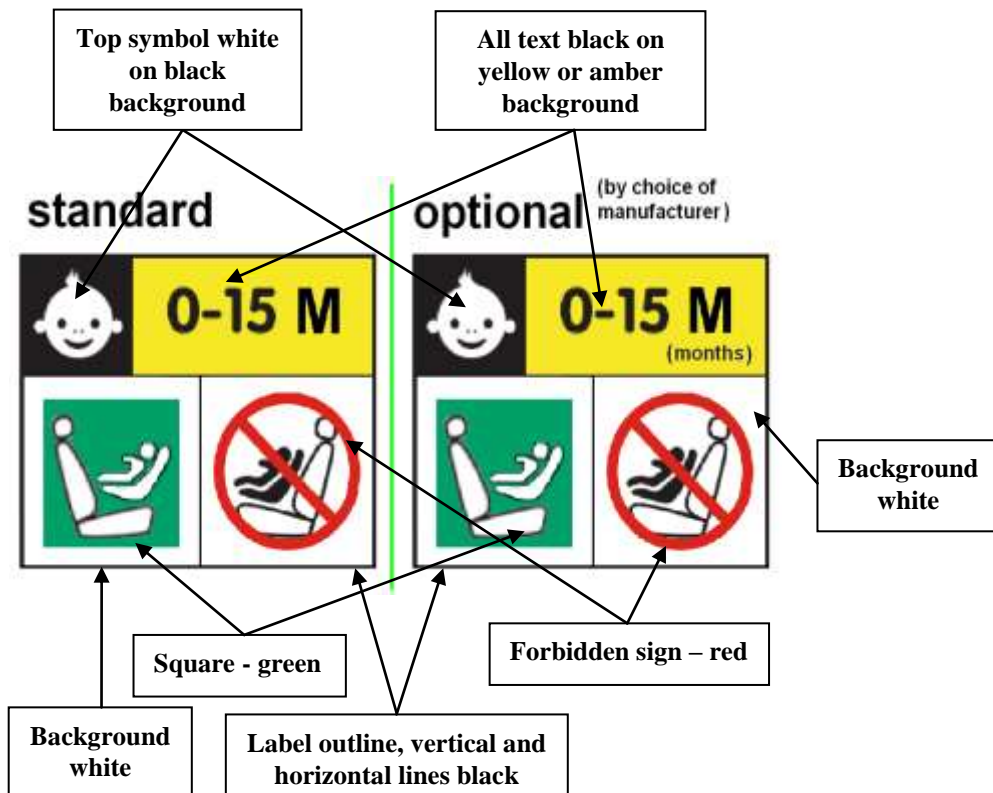 Top symbol white
on black
background
All text black on
yellow or amber
background
standard
optional
(by choice of
manufacturer)
0-15 M
0-15 M
(months)
Background
white
Square - green
Forbidden sign – red
Background
white
Label outline, vertical and
horizontal lines black